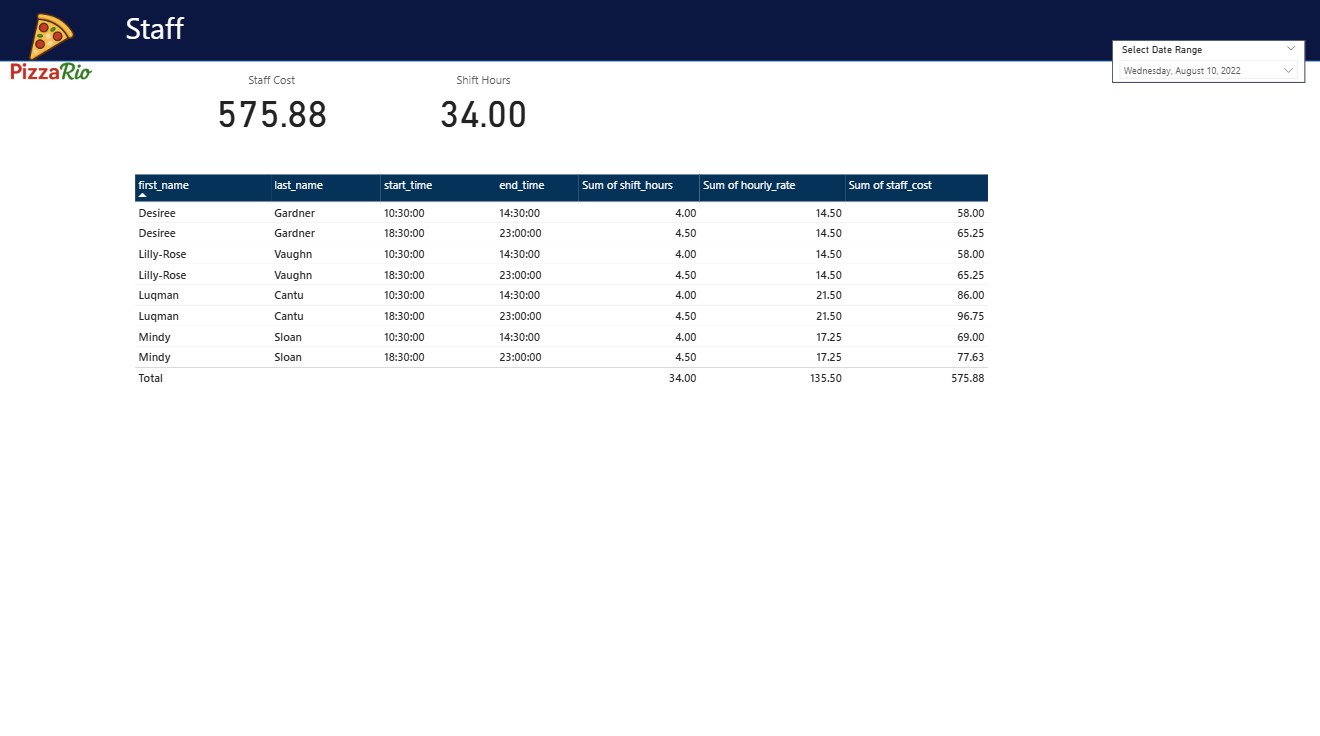 Staff
PizzaRio
Select Date Range
Wednesday, August 10, 2022
Staff Cost Shift Hours
575.88 34.00
first_name last_name start_time end_time Sum of shift_hours Sum of hourly_rate Sum of staff_cost
Desiree Gardner 10:30:00 14:30:00 4.00 14.50 58.00
Desiree Gardner 18:30:00 23:00:00 4.50 14.50 65.25
Lilly-Rose Vaughn 10:30:00 14:30:00 4.00 14.50 58.00
Lilly-Rose Vaughn 18:30:00 23:00:00 4.50 14.50 65.25
Luqman Cantu 10:30:00 14:30:00 4.00 21.50 86.00
Luqman Cantu 18:30:00 23:00:00 4.50 21.50 96.75
Mindy Sloan 10:30:00 14:30:00 4.00 17.25 69.00
Mindy Sloan 18:30:00 23:00:00 4.50 17.25 77.63
Total 34.00 135.50 575.88